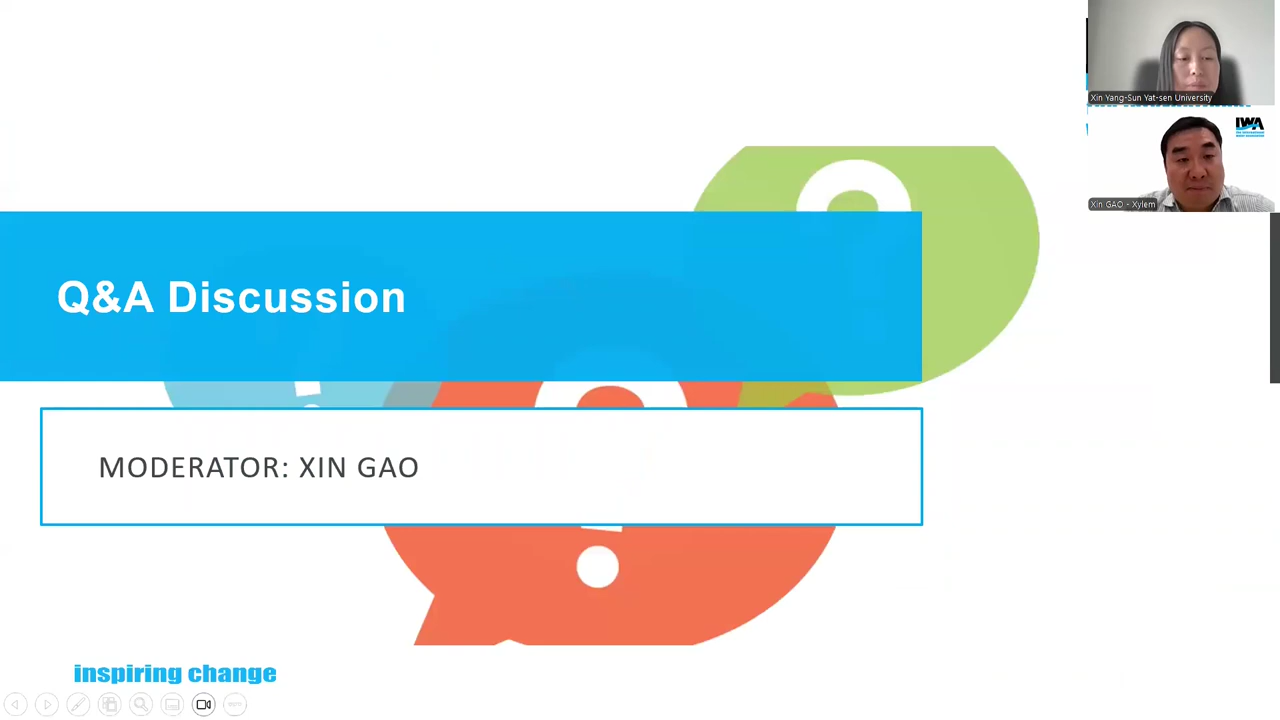 Q&A Discussion
MODERATOR: XIN GAO
inspiring change
Xin Yang-Sun Yat-sen University
IWA
Xin GAO - Xylem